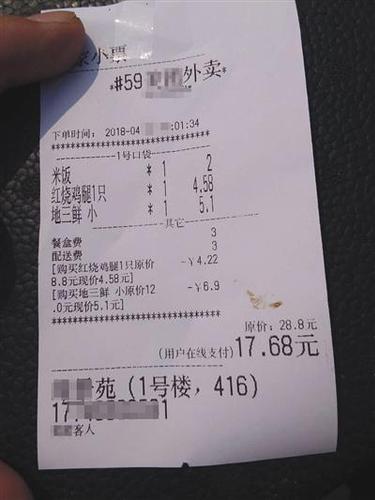 小票
*#59 外卖*
下单时间: 2018-04 :01:34
********************************
1号口袋
米饭 * 1 2
红烧鸡腿1只 * 1 4.58
地三鲜 小 * 1 5.1
其它
餐盒费 3
配送费 3
[购买红烧鸡腿1只原价 -￥4.22
8.8元现价4.58元]
[购买地三鲜 小原价12 -￥6.9
.0元现价5.1元]
********************************
原价: 28.8元
(用户在线支付) 17.68元
苑 (1号楼, 416)
17 1
客人